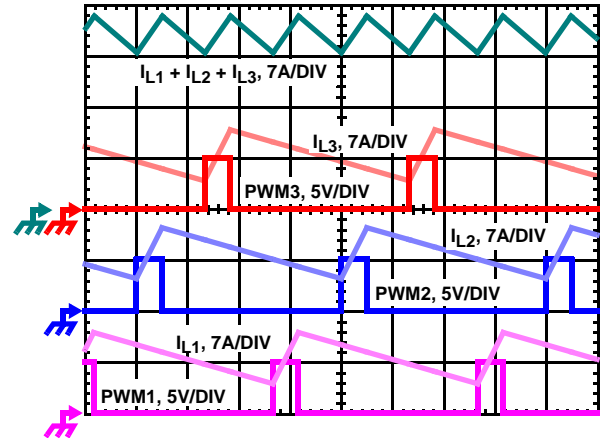 IL1 + IL2 + IL3, 7A/DIV
IL3, 7A/DIV
PWM3, 5V/DIV
IL2, 7A/DIV
PWM2, 5V/DIV
IL1, 7A/DIV
PWM1, 5V/DIV